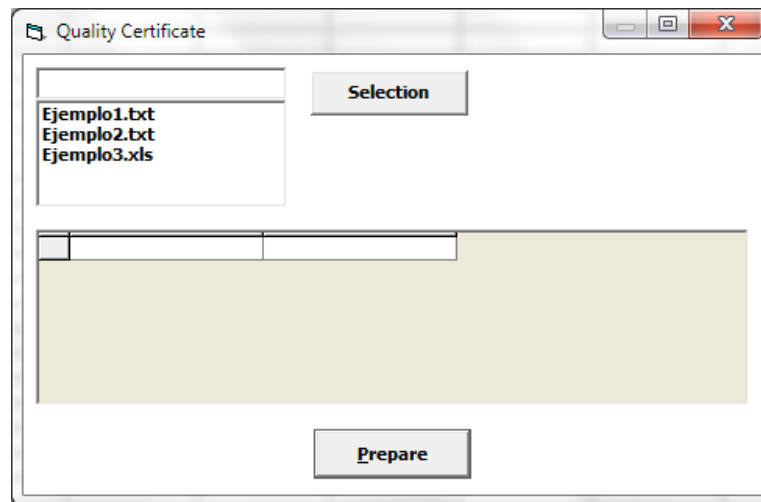 Quality Certificate
Selection
Ejemplo1.txt
Ejemplo2.txt
Ejemplo3.xls
Prepare